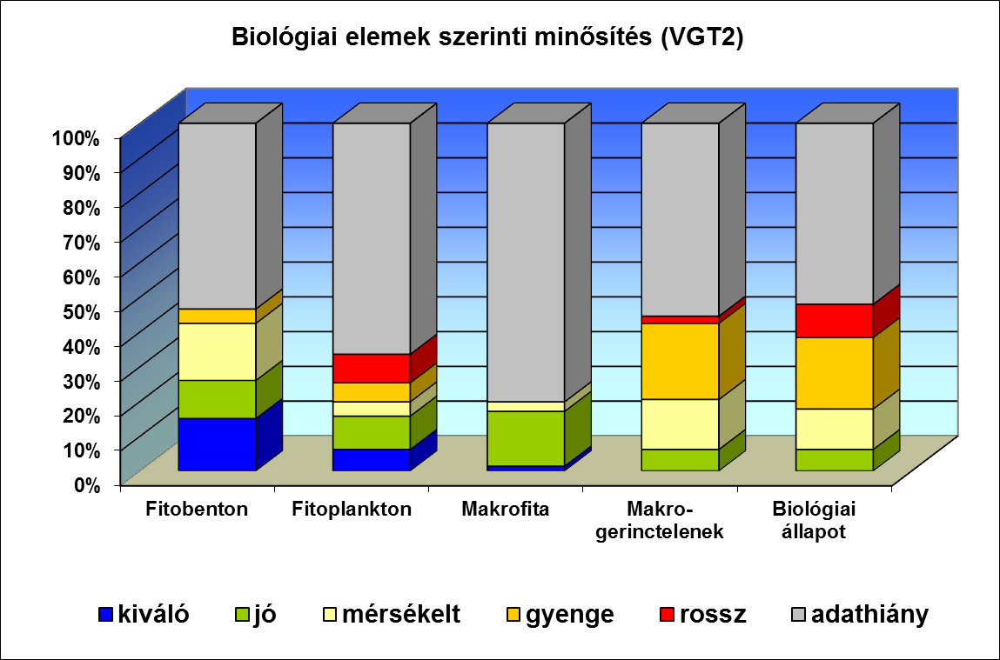 Biológiai elemek szerinti minősítés (VGT2)
100%
90%
80%
70%
60%
50%
40%
30%
20%
10%
0%
Fitobenton
Fitoplankton
Makrofita
Makro-
gerinctelenek
Biológiai
állapot
kiváló
jó
mérsékelt
gyenge
rossz
adathiány